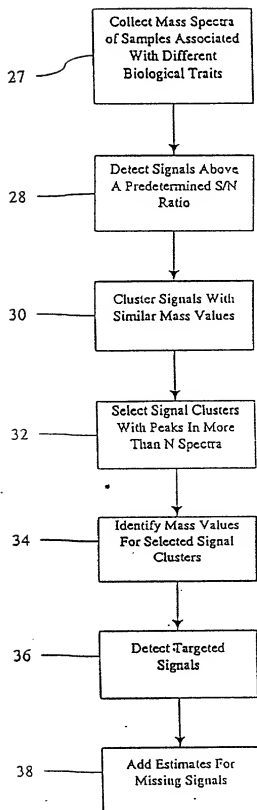 Collect Mass Spectra
of Samples Associated
With Different
Biological Traits
27
Detect Signals Above
A Predetermined S/N
Ratio
28
Cluster Signals With
Similar Mass Values
30
Select Signal Clusters
With Peaks In More
Than N Spectra
32
Identify Mass Values
For Selected Signal
Clusters
34
Detect Targeted
Signals
36
Add Estimates For
Missing Signals
38